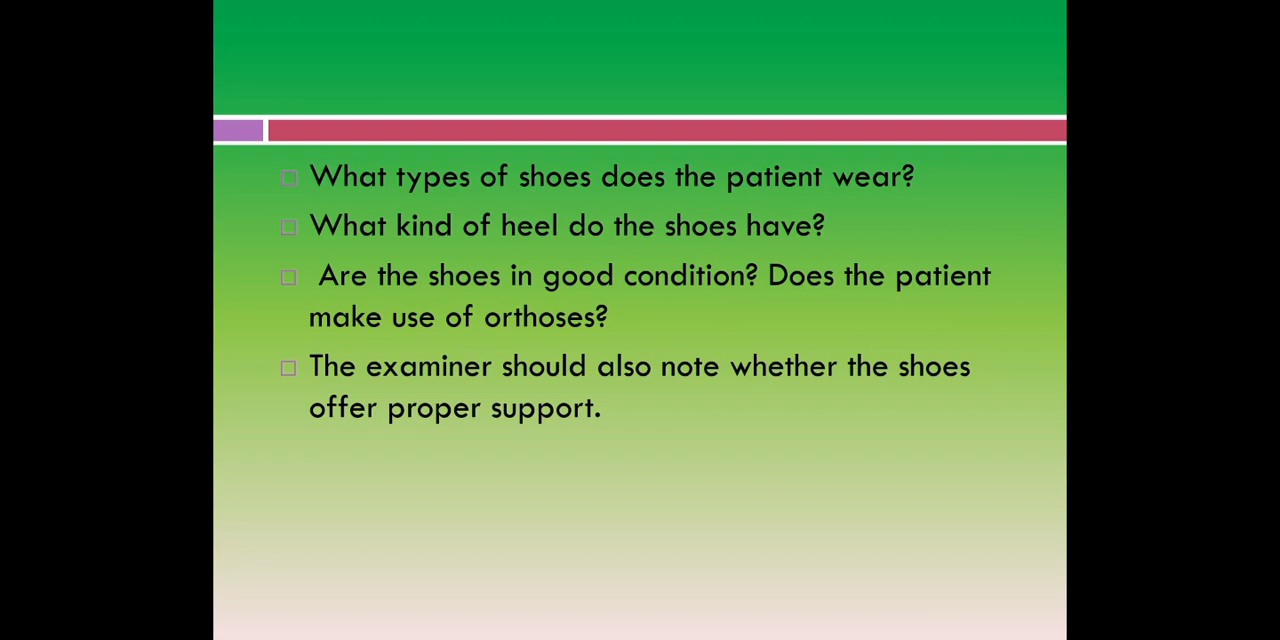 What types of shoes does the patient wear?
What kind of heel do the shoes have?
Are the shoes in good condition? Does the patient
make use of orthoses?
The examiner should also note whether the shoes
offer proper support.